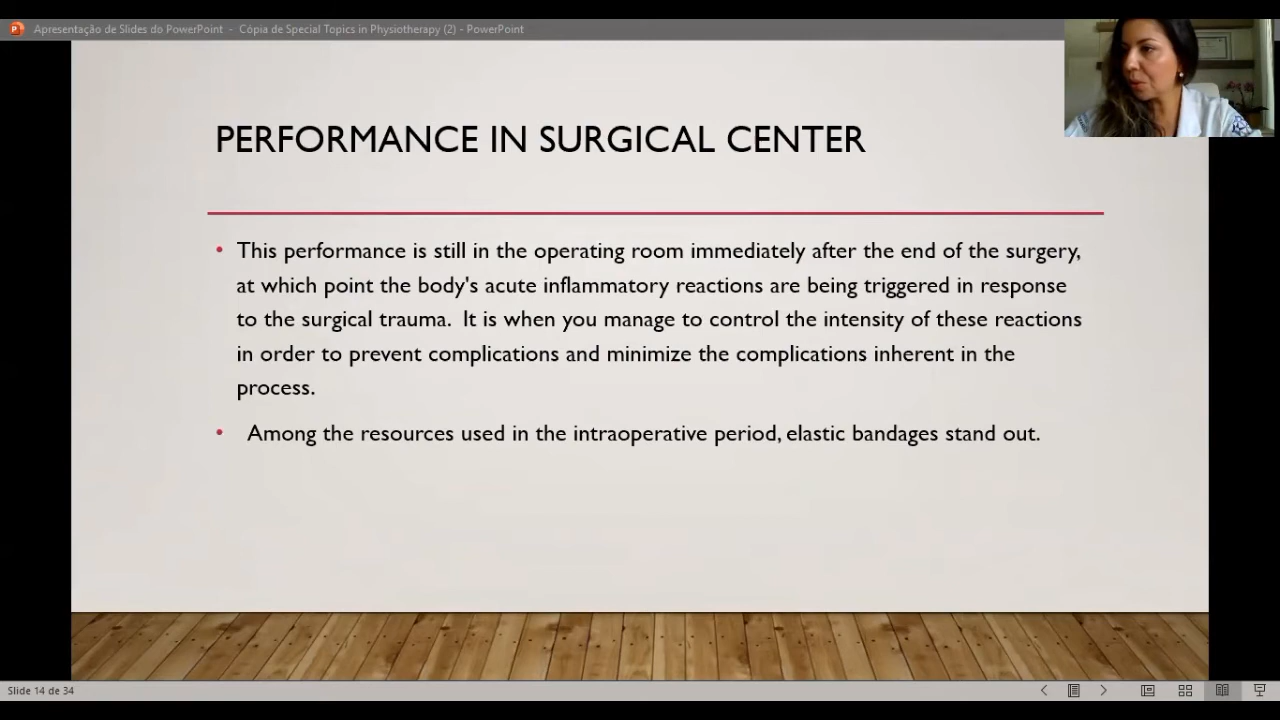 Apresentação de Slides do PowerPoint - Cópia de Special Topics in Physiotherapy (2) - PowerPoint
PERFORMANCE IN SURGICAL CENTER
• This performance is still in the operating room immediately after the end of the surgery,
at which point the body's acute inflammatory reactions are being triggered in response
to the surgical trauma. It is when you manage to control the intensity of these reactions
in order to prevent complications and minimize the complications inherent in the
process.
• Among the resources used in the intraoperative period, elastic bandages stand out.
Slide 14 de 34